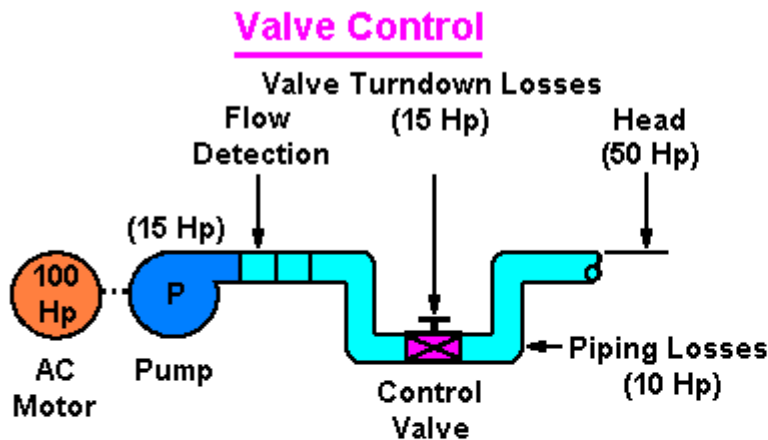 Valve Control
Valve Turndown Losses
(15 Hp)
Flow
Detection
Head
(50 Hp)
(15 Hp)
100
Hp
P
AC
Motor
Pump
Control
Valve
Piping Losses
(10 Hp)